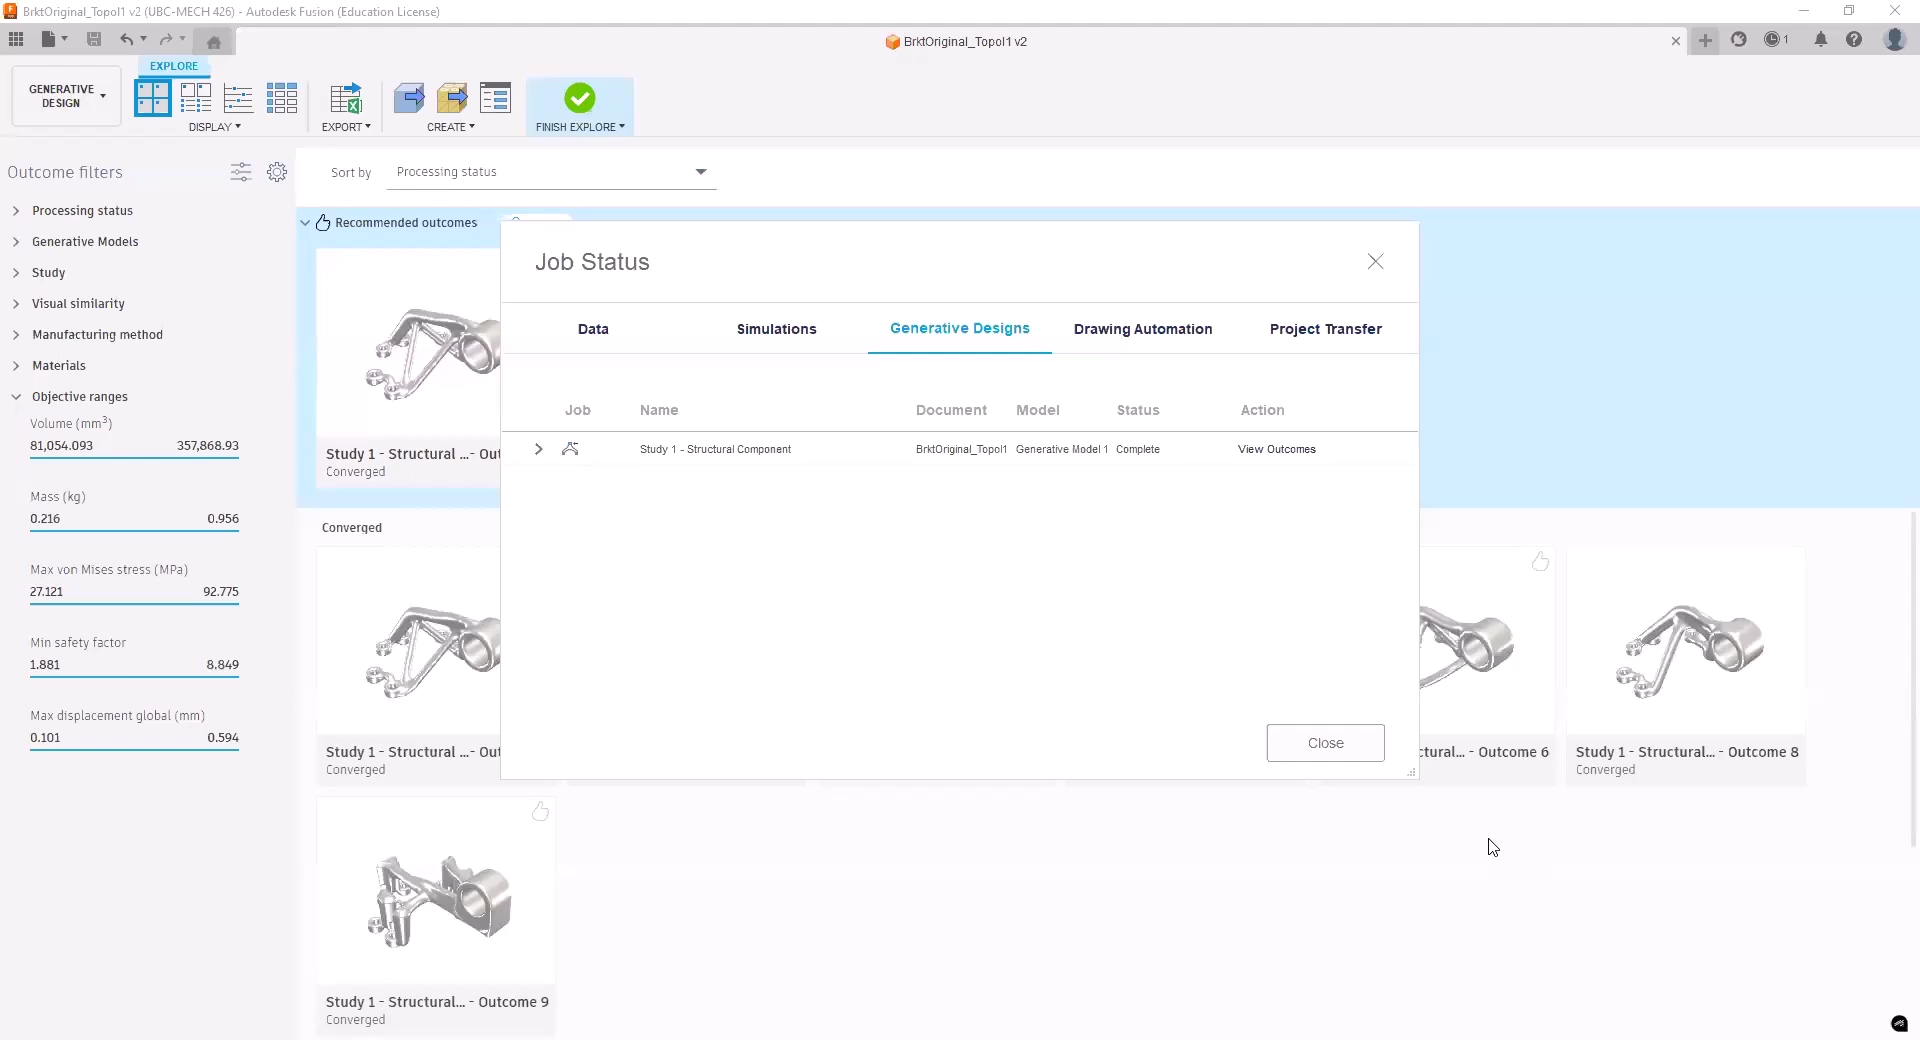 BrktOriginal_Topol1 v2 (UBC-MECH 426) - Autodesk Fusion (Education License)
BrktOriginal_Topol1 v2
1
EXPLORE
GENERATIVE DESIGN
DISPLAY
EXPORT
CREATE
FINISH EXPLORE
Outcome filters
Processing status
Generative Models
Study
Visual similarity
Manufacturing method
Materials
Objective ranges
Volume (mm3)
81,054.093 357,868.93
Mass (kg)
0.216 0.956
Max von Mises stress (MPa)
27.121 92.775
Min safety factor
1.881 8.849
Max displacement global (mm)
0.101 0.594
Sort by Processing status
Recommended outcomes
Study 1 - Structural ...- Out
Converged
Converged
Study 1 - Structural ...- Out
Converged
Job Status
Data Simulations Generative Designs Drawing Automation Project Transfer
Job Name Document Model Status Action
Study 1 - Structural Component BrktOriginal_Topol1 Generative Model 1 Complete View Outcomes
Close
ctural... - Outcome 6
Study 1 - Structural... - Outcome 8
Converged
Study 1 - Structural... - Outcome 9
Converged